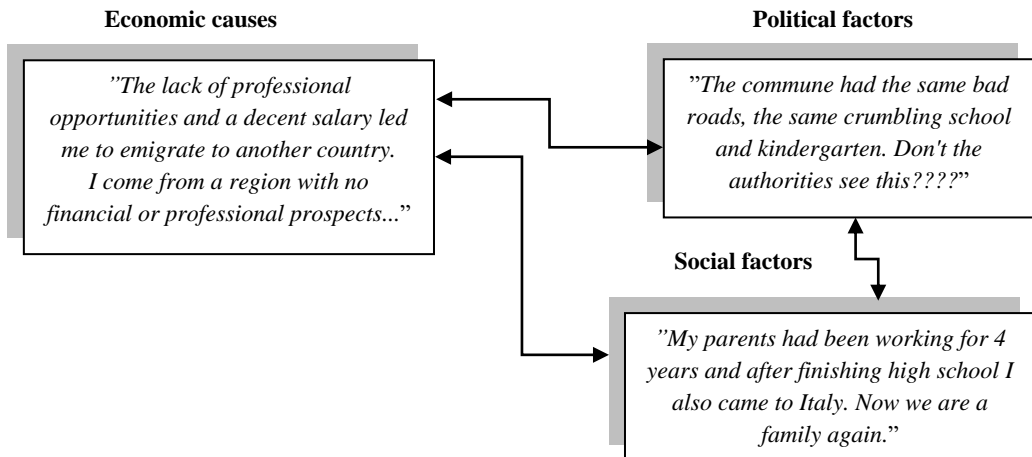 Economic causes
”The lack of professional
opportunities and a decent salary led
me to emigrate to another country.
I come from a region with no
financial or professional prospects...”
Political factors
”The commune had the same bad
roads, the same crumbling school
and kindergarten. Don't the
authorities see this????”
Social factors
”My parents had been working for 4
years and after finishing high school I
also came to Italy. Now we are a
family again.”